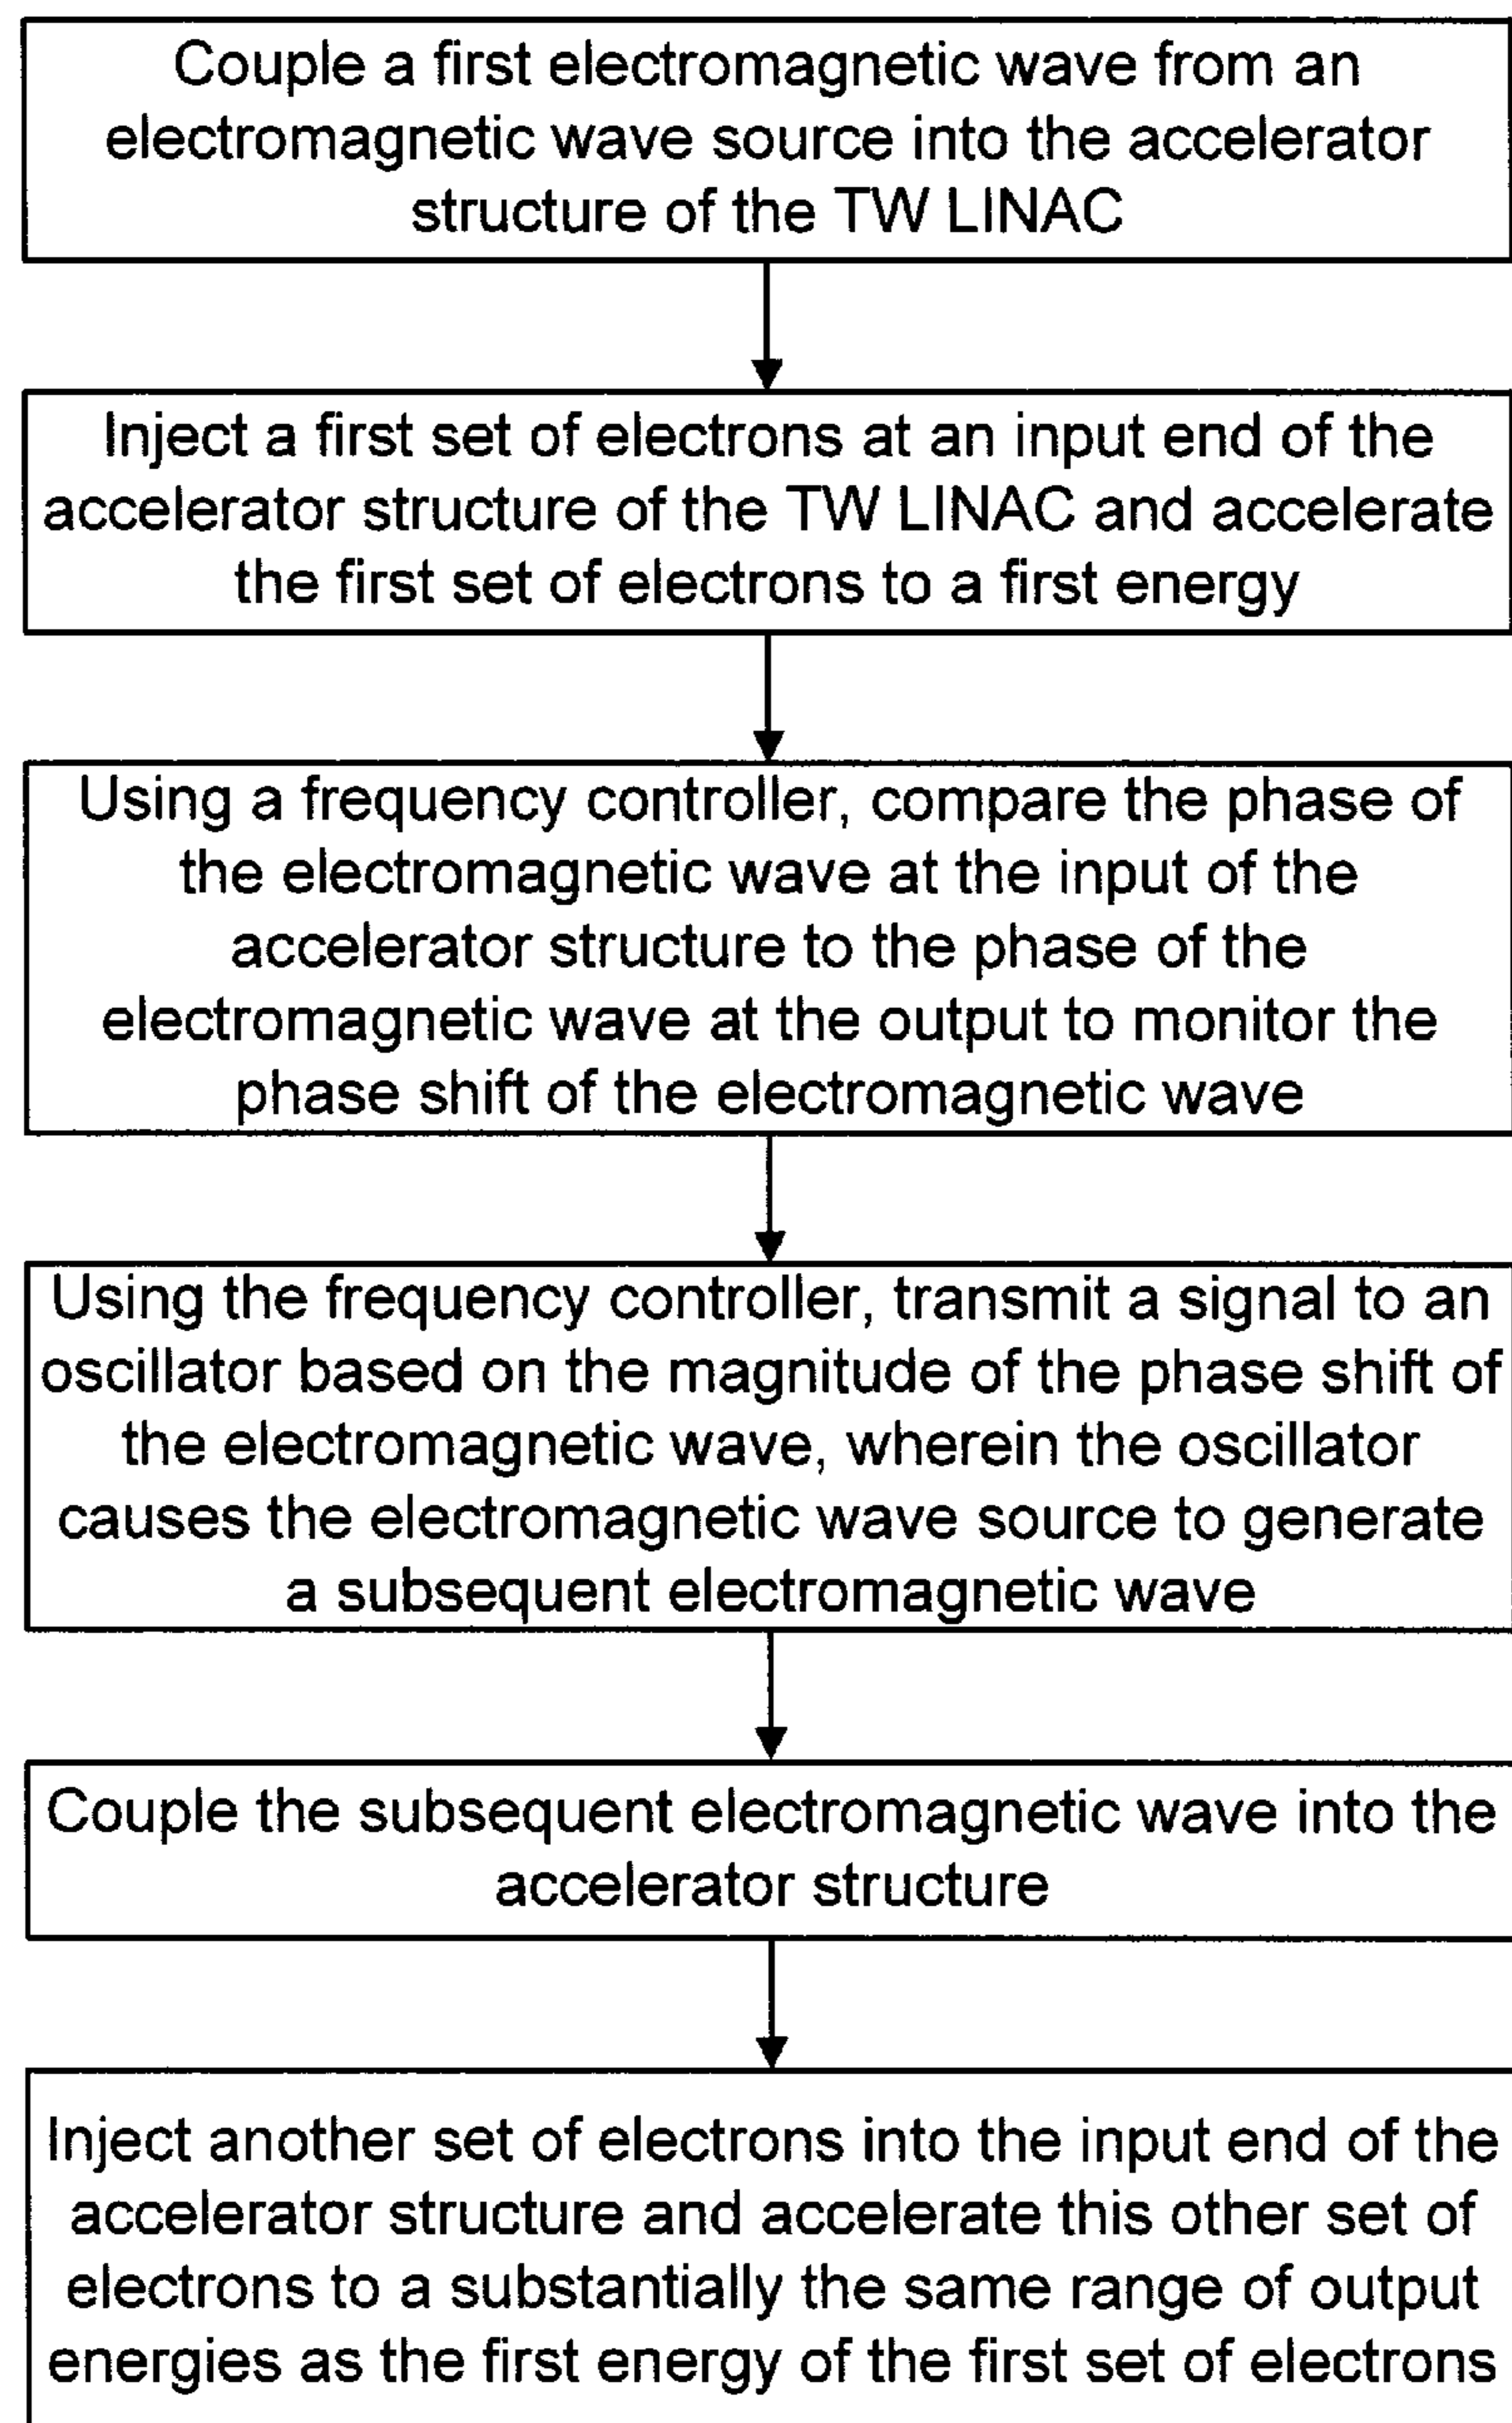 Couple a first electromagnetic wave from an
electromagnetic wave source into the accelerator
structure of the TW LINAC
Inject a first set of electrons at an input end of the
accelerator structure of the TW LINAC and accelerate
the first set of electrons to a first energy
Using a frequency controller, compare the phase of
the electromagnetic wave at the input of the
accelerator structure to the phase of the
electromagnetic wave at the output to monitor the
phase shift of the electromagnetic wave
Using the frequency controller, transmit a signal to an
oscillator based on the magnitude of the phase shift of
the electromagnetic wave, wherein the oscillator
causes the electromagnetic wave source to generate
a subsequent electromagnetic wave
Couple the subsequent electromagnetic wave into the
accelerator structure
Inject another set of electrons into the input end of the
accelerator structure and accelerate this other set of
electrons to a substantially the same range of output
energies as the first energy of the first set of electrons